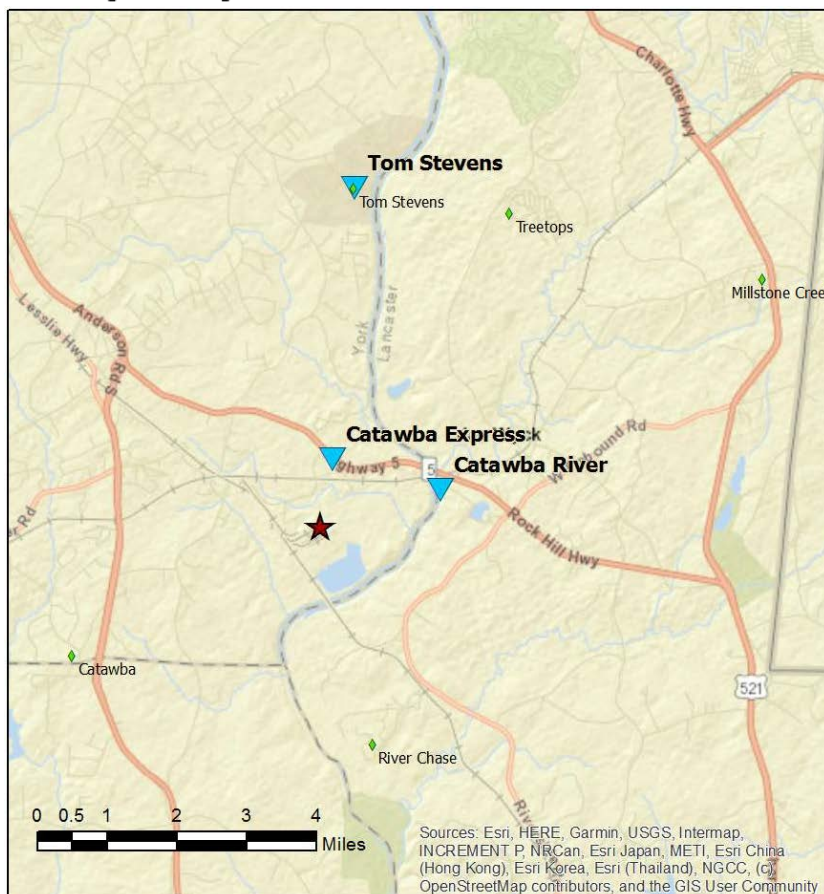 Charlotte Hwy
Tom Stevens
Tom Stevens
Treetops
Millstone Cree
York
Lancaster
Lesslie Hwy
Anderson Rd S
Catawba Express
ghway 5
5
Catawba River
Rock Hill Hwy
521
Catawba
River Chase
0 0.5 1 2 3 4
Miles
Sources: Esri, HERE, Garmin, USGS, Intermap,
INCREMENT P, NRCan, Esri Japan, METI, Esri China
(Hong Kong), Esri Korea, Esri (Thailand), NGCC, (c)
OpenStreetMap contributors, and the GIS User Community